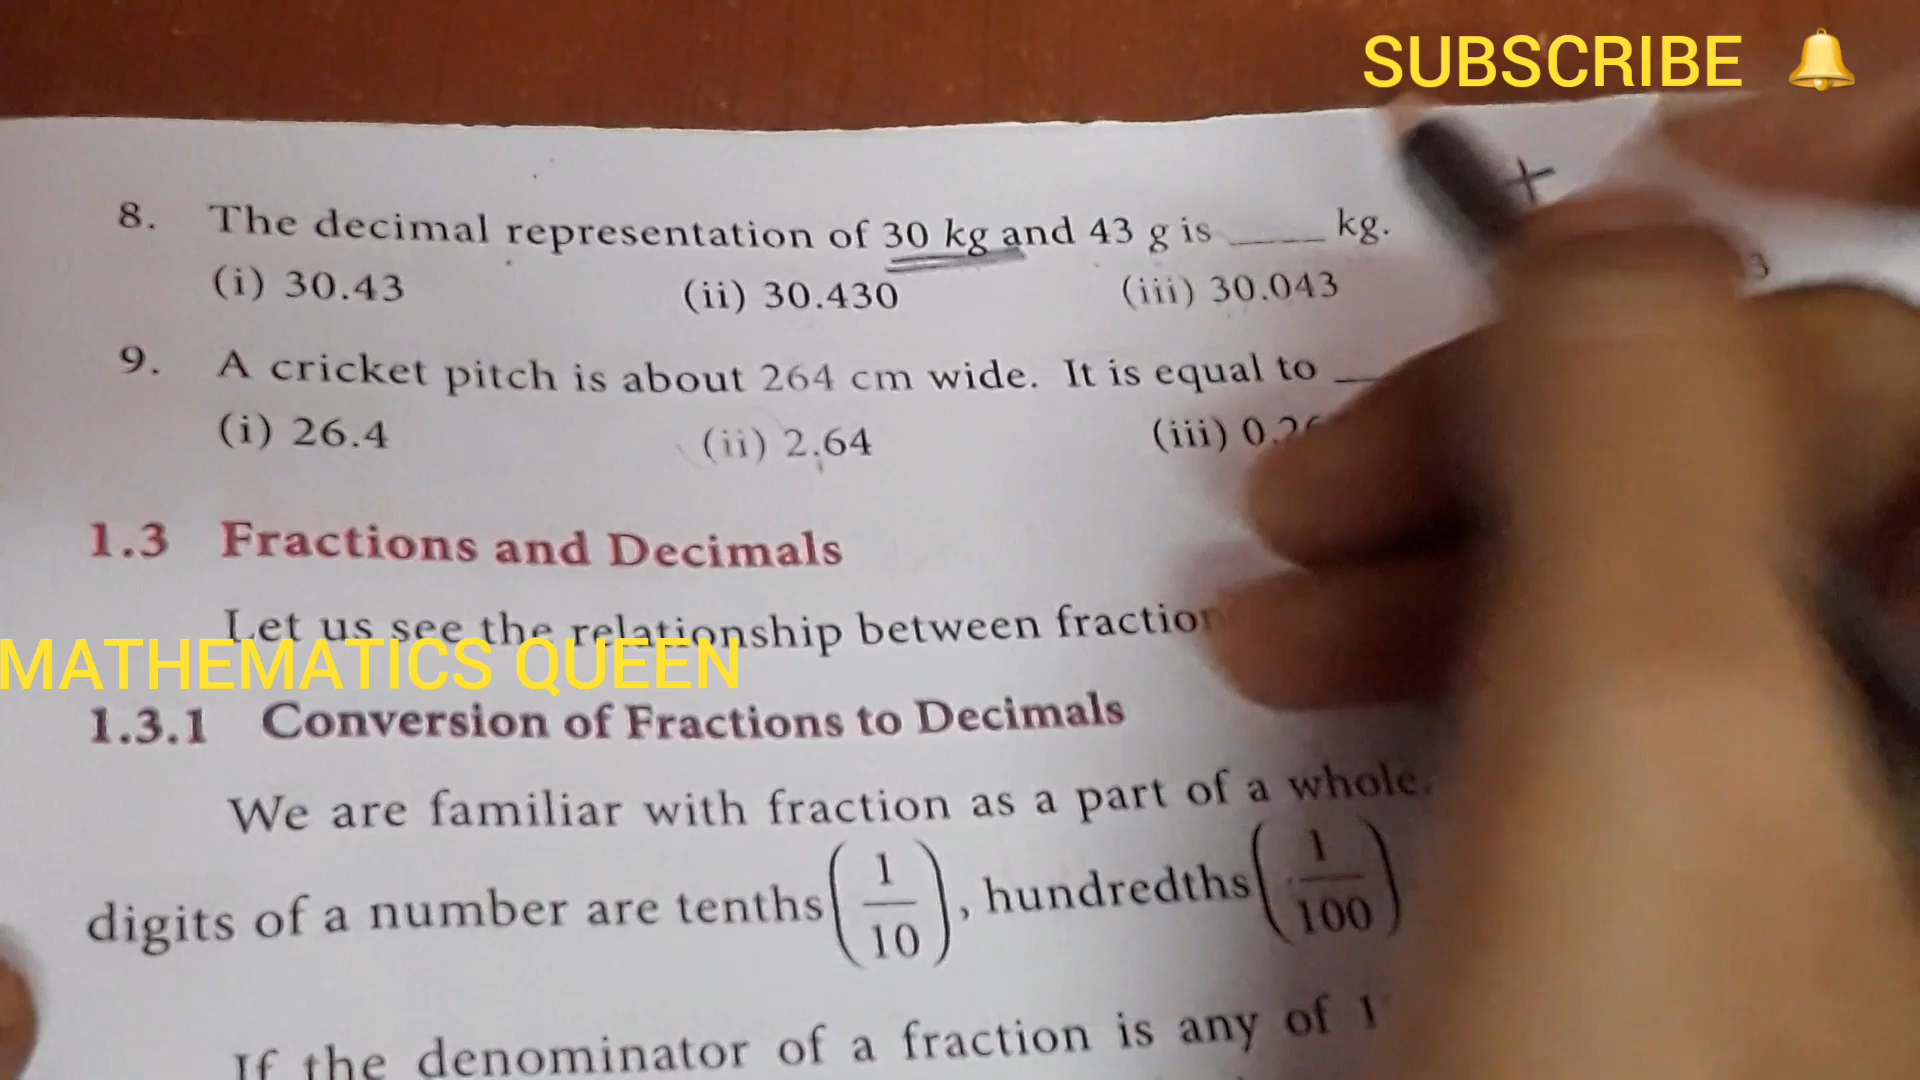 SUBSCRIBE 🔔
8. The decimal representation of 30 kg and 43 g is ____ kg.
(i) 30.43 (ii) 30.430 (iii) 30.043
9. A cricket pitch is about 264 cm wide. It is equal to
(i) 26.4 (ii) 2.64 (iii)
1.3 Fractions and Decimals
Let us see the relationship between
MATHEMATICS QUEEN
1.3.1 Conversion of Fractions to Decimals
We are familiar with fraction as a part of a whole.
digits of a number are tenths (1/10), hundredths (1/100)
If the denominator of a fraction is any of